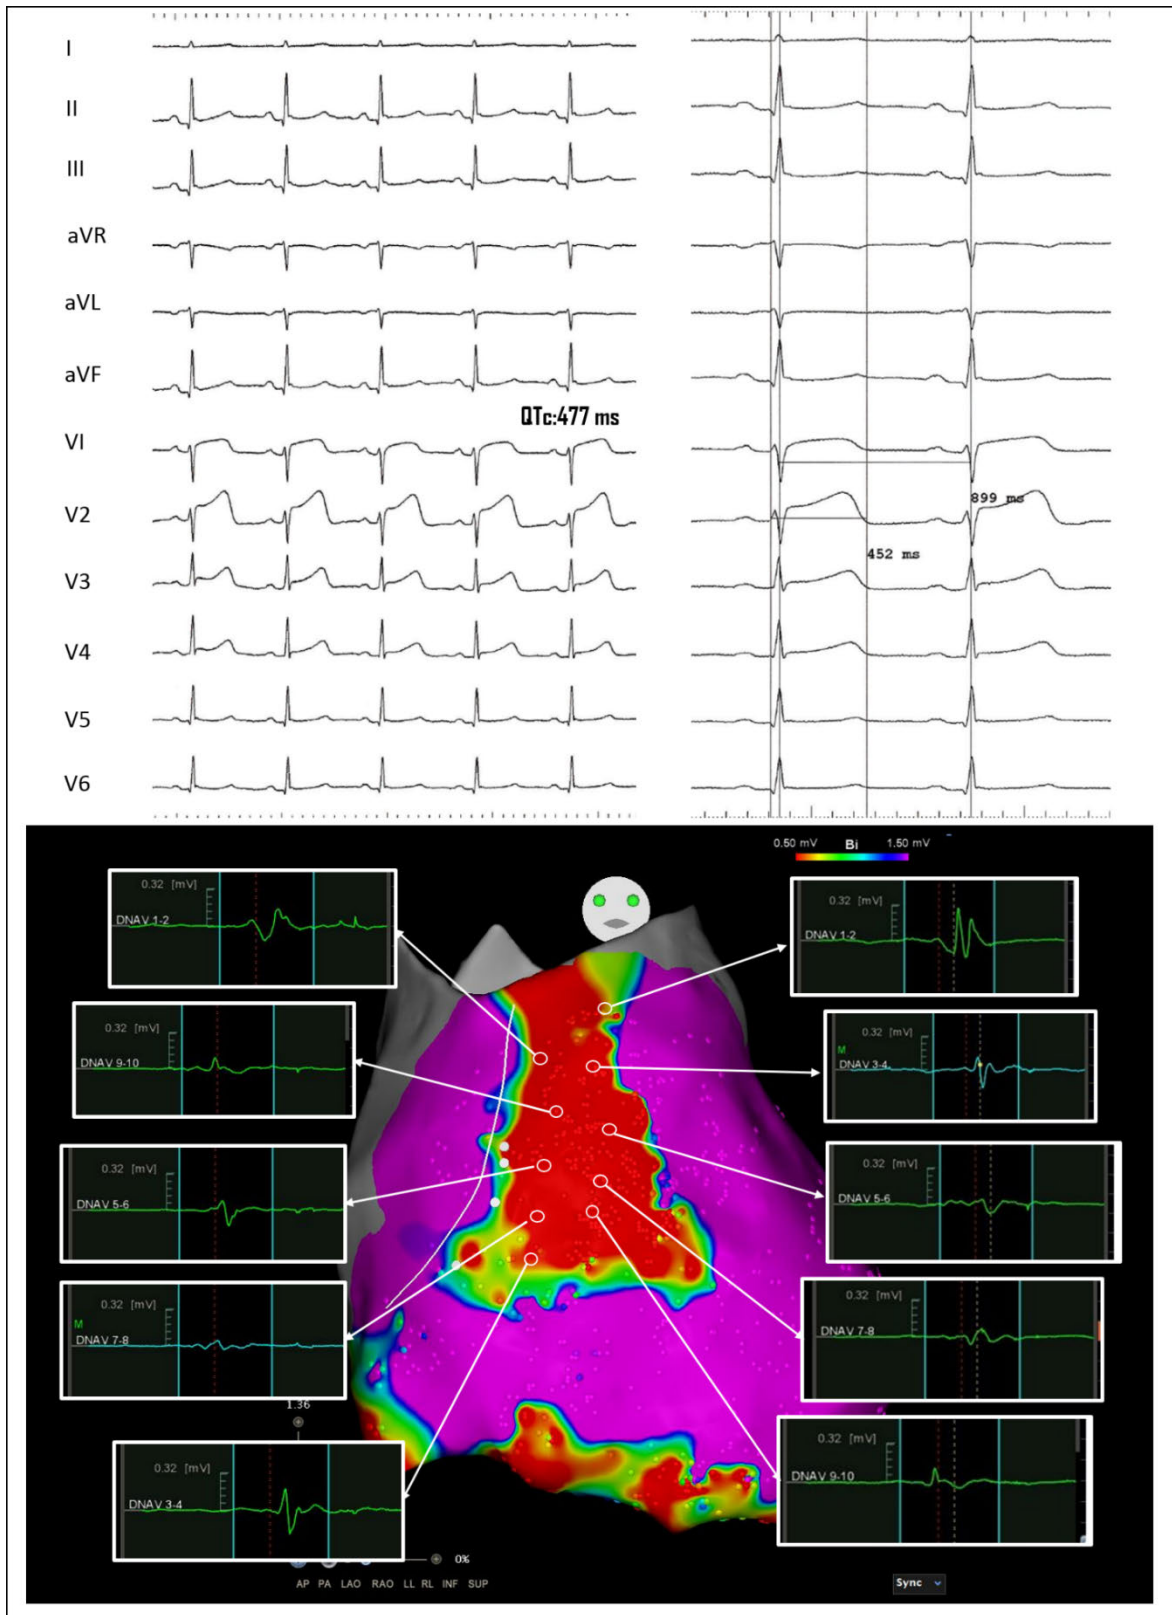 I
II
III
aVR
aVL
aVF
QTc:477 ms
VI
V2
899 ms
V3
452 ms
V4
V5
V6
0.50 mV Bi 1.50 mV
0.32 [mV]
DNAV 1-2
0.32 [mV]
DNAV 1-2
0.32 [mV]
DNAV 9-10
0.32 [mV]
M
DNAV 3-4
0.32 [mV]
DNAV 5-6
0.32 [mV]
DNAV 5-6
0.32 [mV]
M
DNAV 7-8
0.32 [mV]
DNAV 7-8
1.36
0.32 [mV]
DNAV 3-4
0.32 [mV]
DNAV 9-10
0%
AP PA LAO RAO LL RL INF SUP
Sync